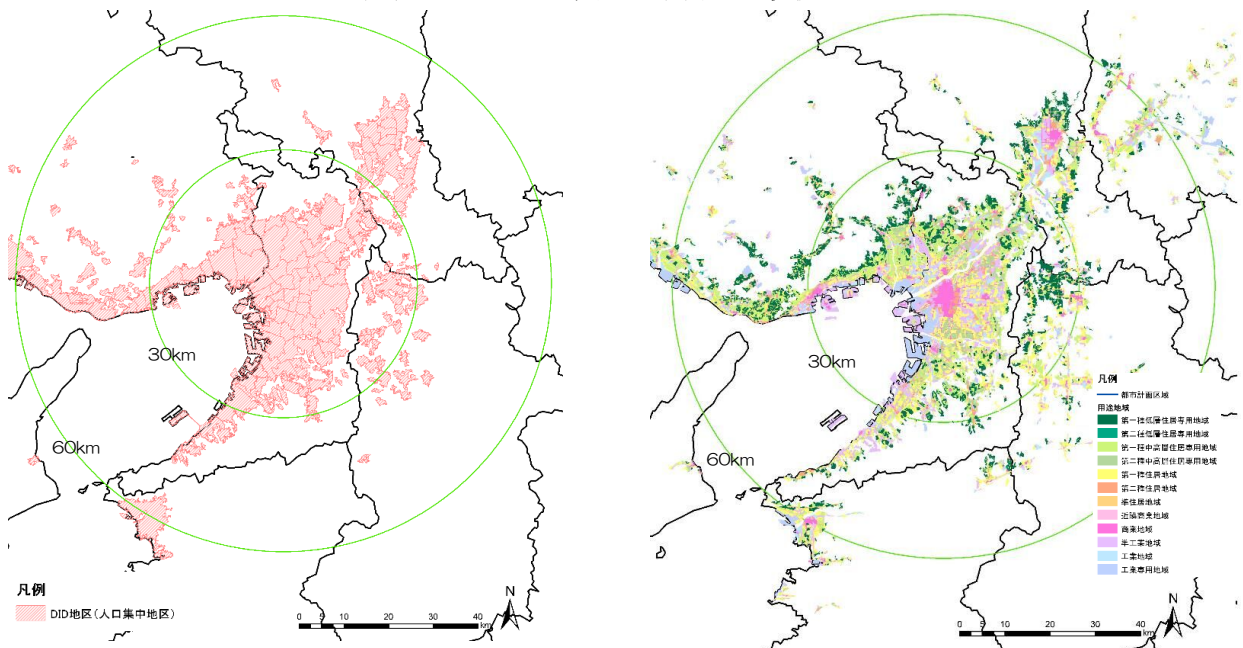 30km
60km
凡例
DID地区(人口集中地区)
0 5 10 20 30 40
km
N
30km
60km
凡例
都市計画区域
用途地域
第一種低層住居専用地域
第二種低層住居専用地域
第一種中高層住居専用地域
第二種中高層住居専用地域
第一種住居地域
第二種住居地域
準住居地域
近隣商業地域
商業地域
準工業地域
工業地域
工業専用地域
0 5 10 20 30 40
km
N